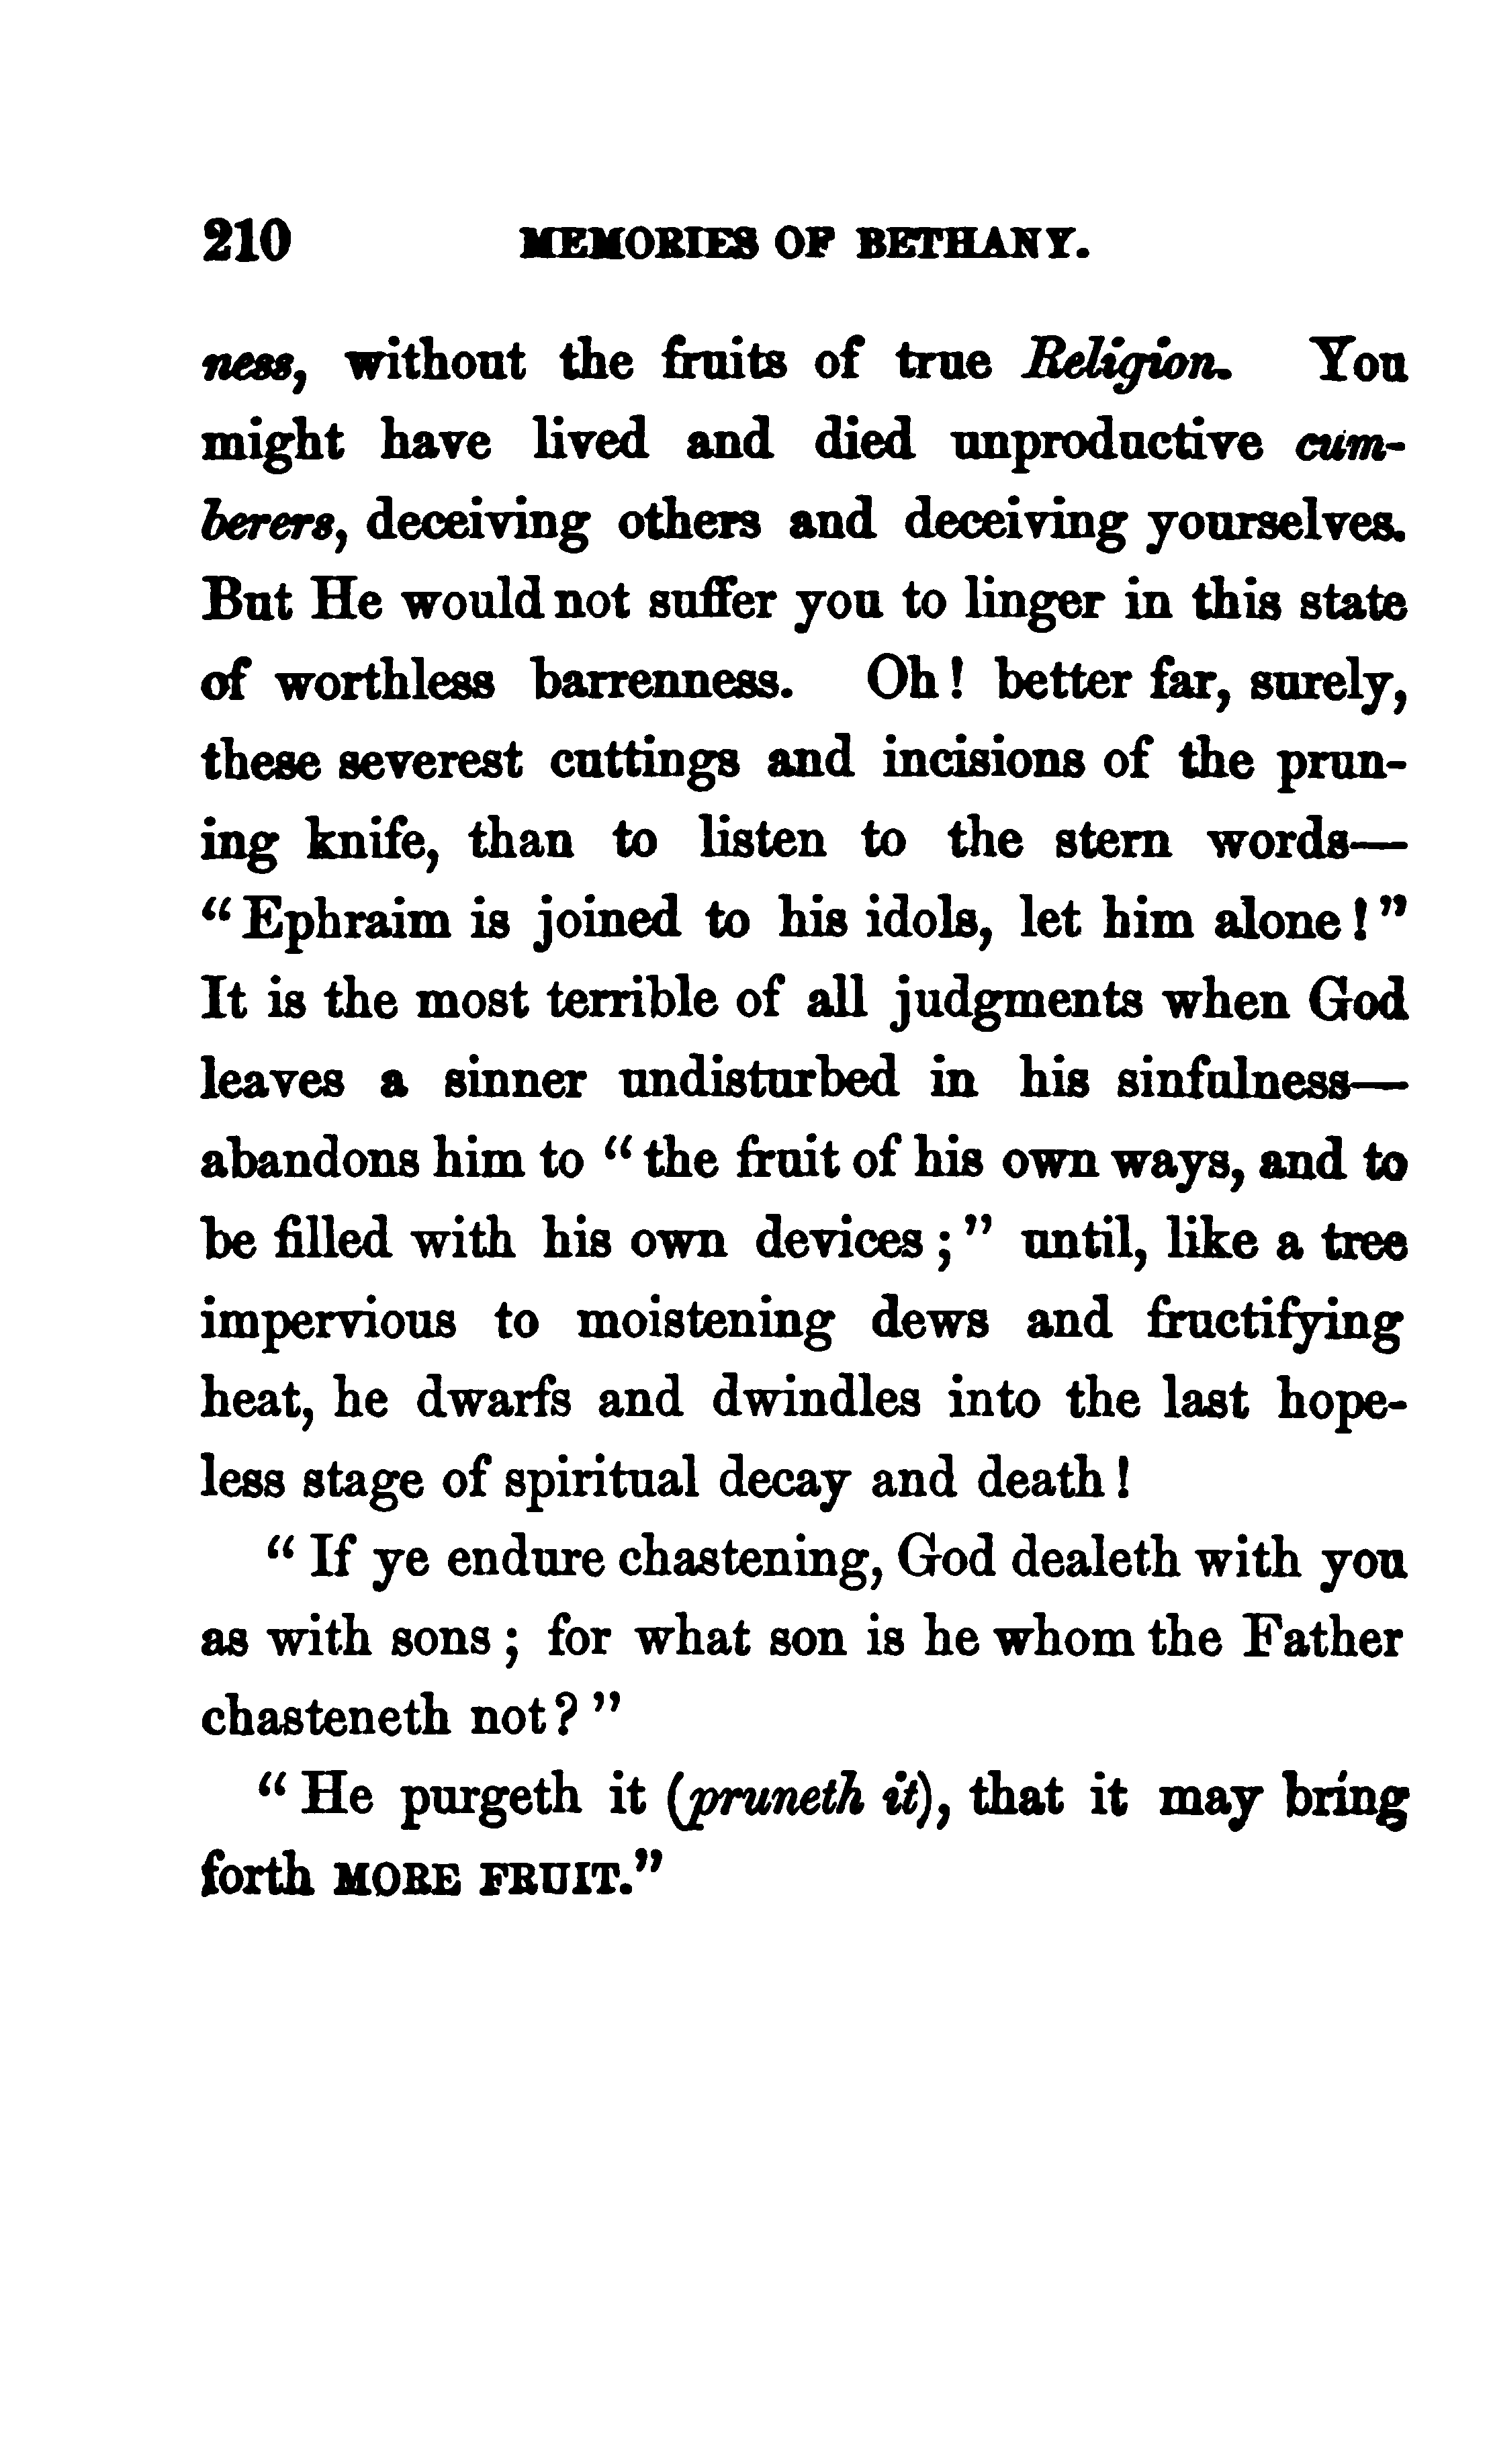 210 MEMORIES OF BETHANY.
ness, without the fruits of true Religion. You
might have lived and died unproductive cum-
berers, deceiving others and deceiving yourselves.
But He would not suffer you to linger in this state
of worthless barrenness. Oh! better far, surely,
these severest cuttings and incisions of the prun-
ing knife, than to listen to the stern words—
“Ephraim is joined to his idols, let him alone!”
It is the most terrible of all judgments when God
leaves a sinner undisturbed in his sinfulness—
abandons him to “the fruit of his own ways, and to
be filled with his own devices;” until, like a tree
impervious to moistening dews and fructifying
heat, he dwarfs and dwindles into the last hope-
less stage of spiritual decay and death!
“If ye endure chastening, God dealeth with you
as with sons; for what son is he whom the Father
chasteneth not?”
“He purgeth it (pruneth it), that it may bring
forth MORE FRUIT.”